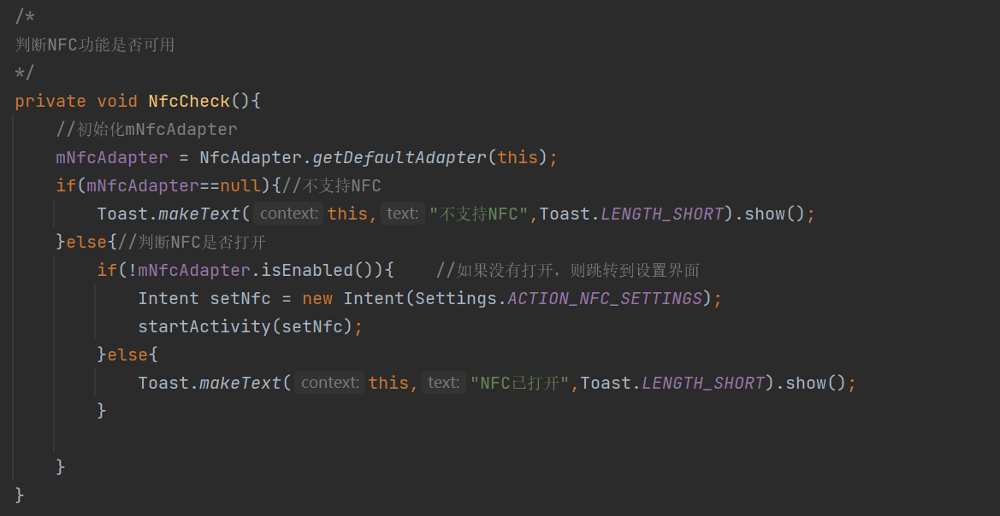 /*
判断NFC功能是否可用
*/
private void NfcCheck(){
    //初始化mNfcAdapter
    mNfcAdapter = NfcAdapter.getDefaultAdapter(this);
    if(mNfcAdapter==null){//不支持NFC
        Toast.makeText( context: this, text: "不支持NFC",Toast.LENGTH_SHORT).show();
    }else{//判断NFC是否打开
        if(!mNfcAdapter.isEnabled()){    //如果没有打开，则跳转到设置界面
            Intent setNfc = new Intent(Settings.ACTION_NFC_SETTINGS);
            startActivity(setNfc);
        }else{
            Toast.makeText( context: this, text: "NFC己打开",Toast.LENGTH_SHORT).show();
        }
    }
}